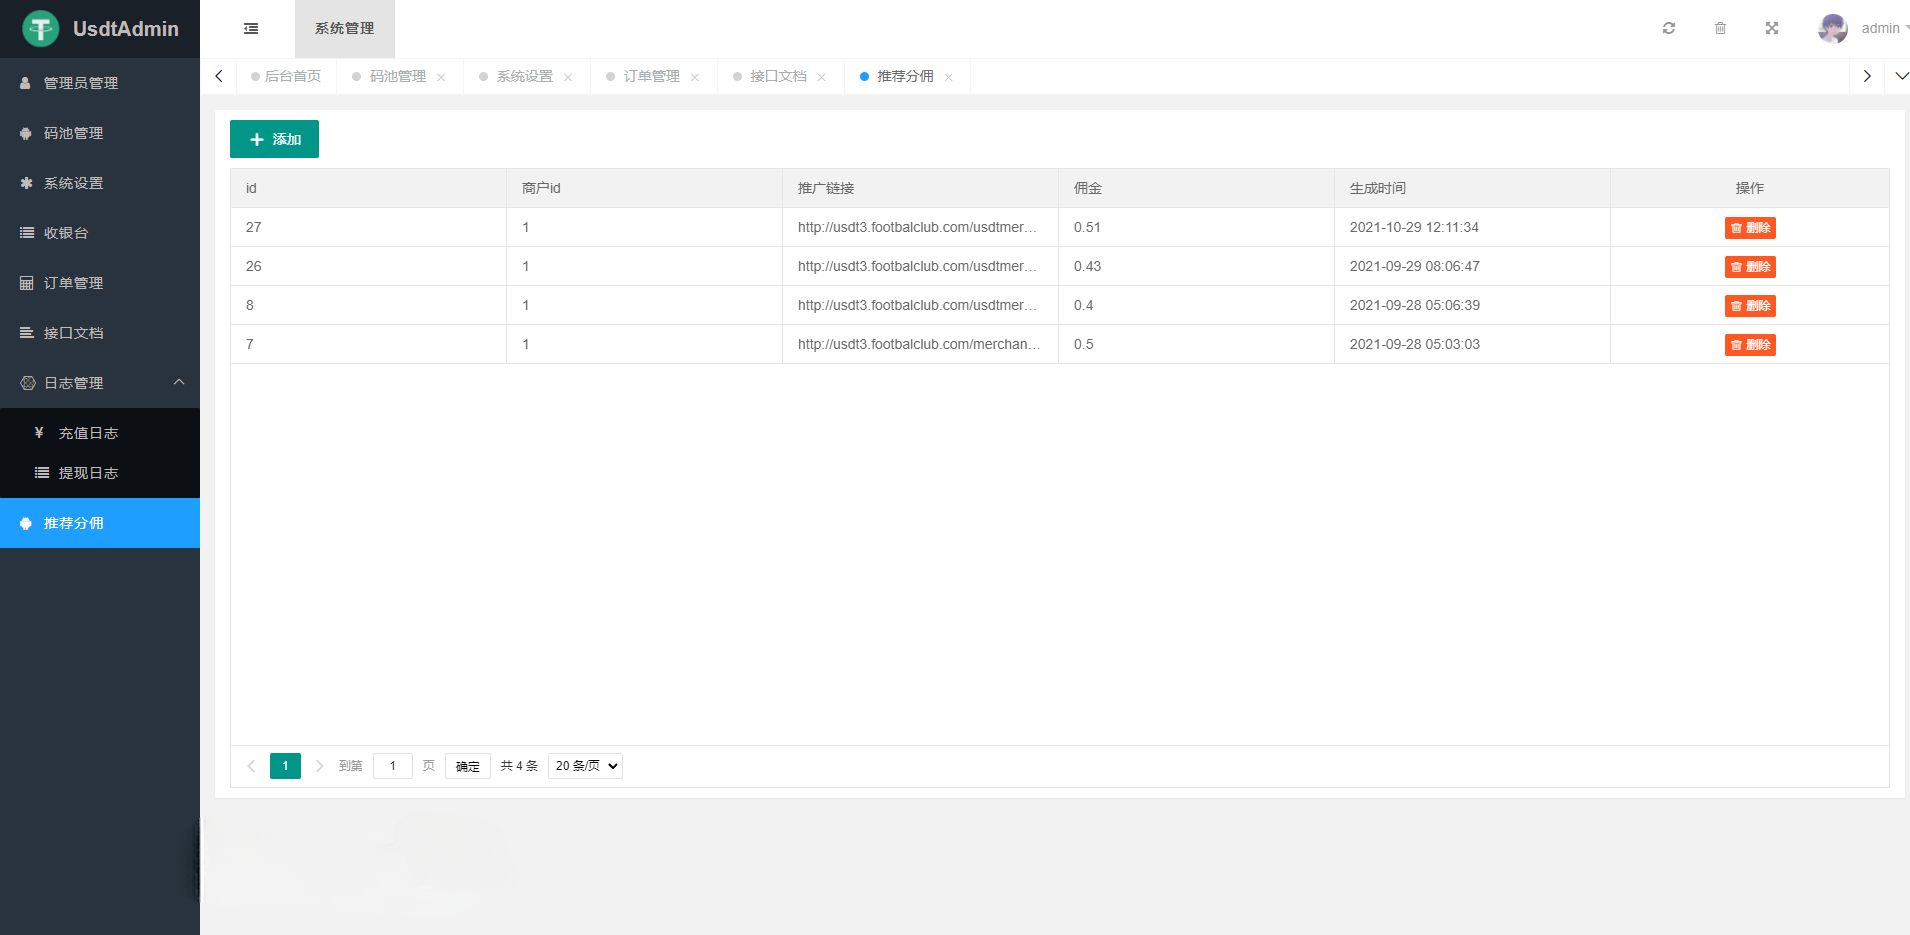 UsdtAdmin
系统管理
admin
后台首页
码池管理
系统设置
订单管理
接口文档
推荐分佣
管理员管理
码池管理
系统设置
收银台
订单管理
接口文档
日志管理
充值日志
提现日志
推荐分佣
添加
id 商户id 推广链接 佣金 生成时间 操作
27 1 http://usdt3.footbalclub.com/usdtmer... 0.51 2021-10-29 12:11:34 删除
26 1 http://usdt3.footbalclub.com/usdtmer... 0.43 2021-09-29 08:06:47 删除
8 1 http://usdt3.footbalclub.com/usdtmer... 0.4 2021-09-28 05:06:39 删除
7 1 http://usdt3.footbalclub.com/merchan... 0.5 2021-09-28 05:03:03 删除
1 到第 1 页 确定 共 4 条 20 条/页